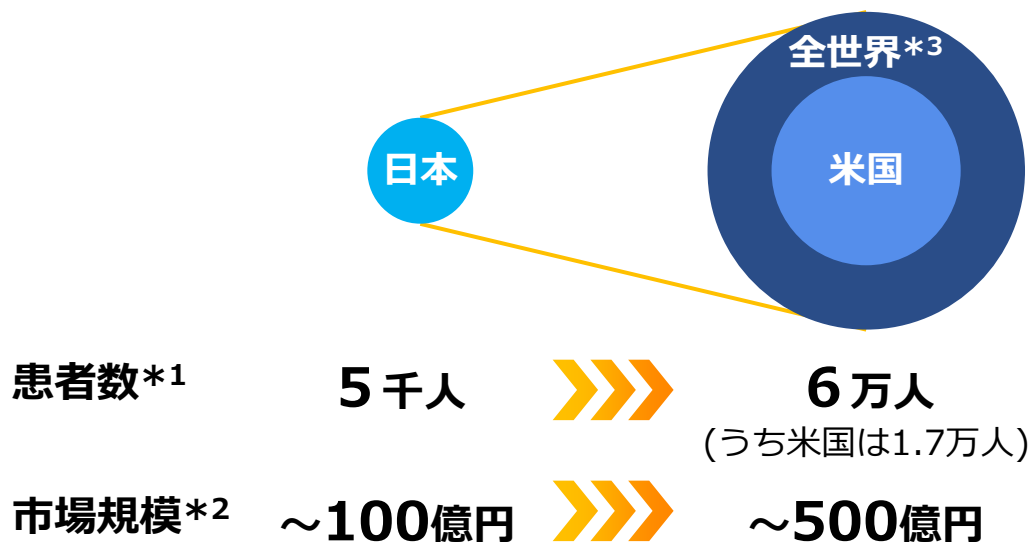 全世界*3
日本
米国
患者数*1
5千人
6万人
(うち米国は1.7万人)
市場規模*2
～100億円
～500億円